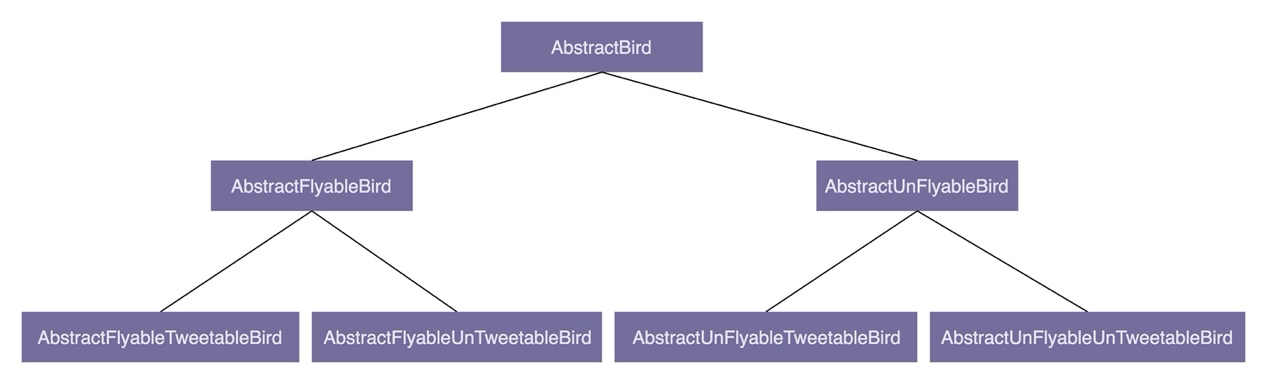 AbstractBird
AbstractFlyableBird
AbstractUnFlyableBird
AbstractFlyableTweetableBird
AbstractFlyableUnTweetableBird
AbstractUnFlyableTweetableBird
AbstractUnFlyableUnTweetableBird